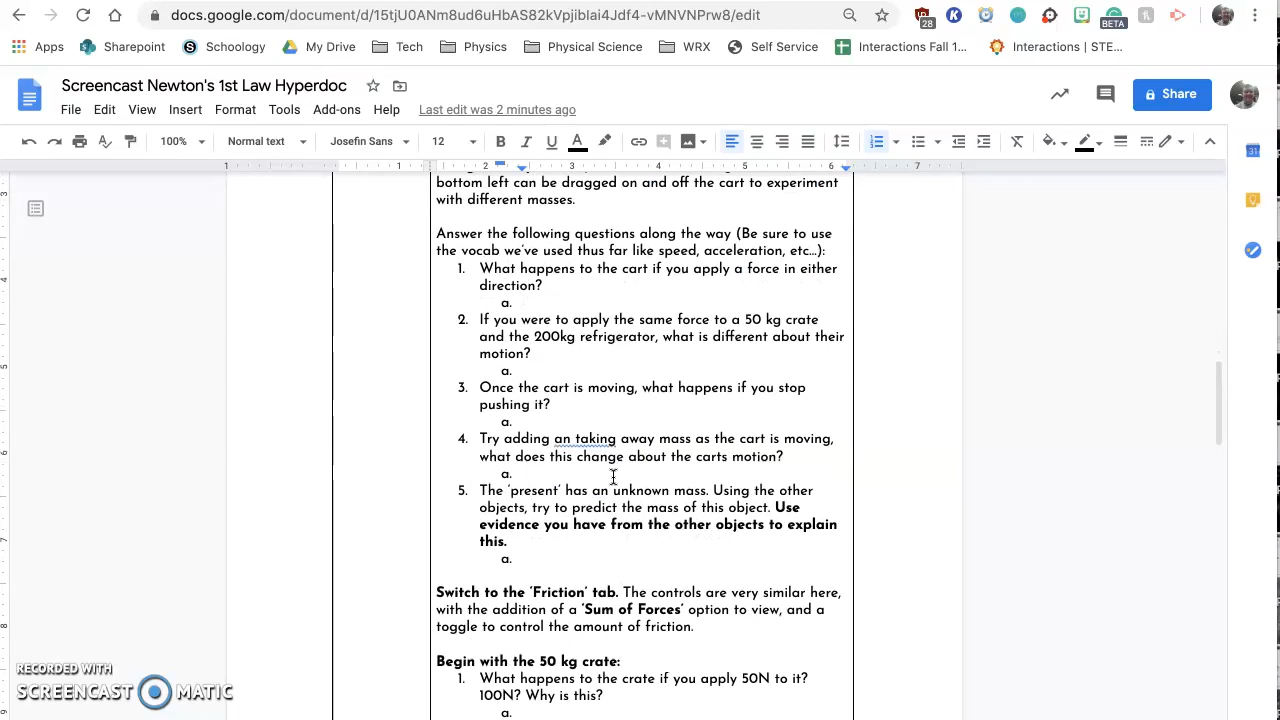 docs.google.com/document/d/15tjUtANm8ud6uHbAS82kVpjiblai4Jdf4-vMNVNPrw8/edit
28
BETA
Apps
Sharepoint
Schoology
My Drive
Tech
Physics
Physical Science
WRX
Self Service
Interactions Fall 1...
Interactions | STE...
Screencast Newton's 1st Law Hyperdoc
File Edit View Insert Format Tools Add-ons Help Last edit was 2 minutes ago
Share
100% Normal text Josefin Sans 12 B I U A
1 1 2 3 4 5 6 7
bottom left can be dragged on and off the cart to experiment
with different masses.
Answer the following questions along the way (Be sure to use
the vocab we've used thus far like speed, acceleration, etc...):
1. What happens to the cart if you apply a force in either
direction?
a.
2. If you were to apply the same force to a 50 kg crate
and the 200kg refrigerator, what is different about their
motion?
a.
3. Once the cart is moving, what happens if you stop
pushing it?
a.
4. Try adding an taking away mass as the cart is moving,
what does this change about the carts motion?
a.
5. The 'present' has an unknown mass. Using the other
objects, try to predict the mass of this object. Use
evidence you have from the other objects to explain
this.
a.
Switch to the 'Friction' tab. The controls are very similar here,
with the addition of a 'Sum of Forces' option to view, and a
toggle to control the amount of friction.
Begin with the 50 kg crate:
1. What happens to the crate if you apply 50N to it?
100N? Why is this?
a.
RECORDED WITH
SCREENCAST MATIC